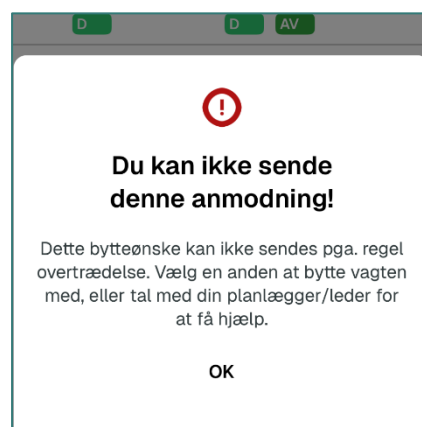 D D AV
!
Du kan ikke sende
denne anmodning!
Dette bytteønske kan ikke sendes pga. regel
overtrædelse. Vælg en anden at bytte vagten
med, eller tal med din planlægger/leder for
at få hjælp.
OK